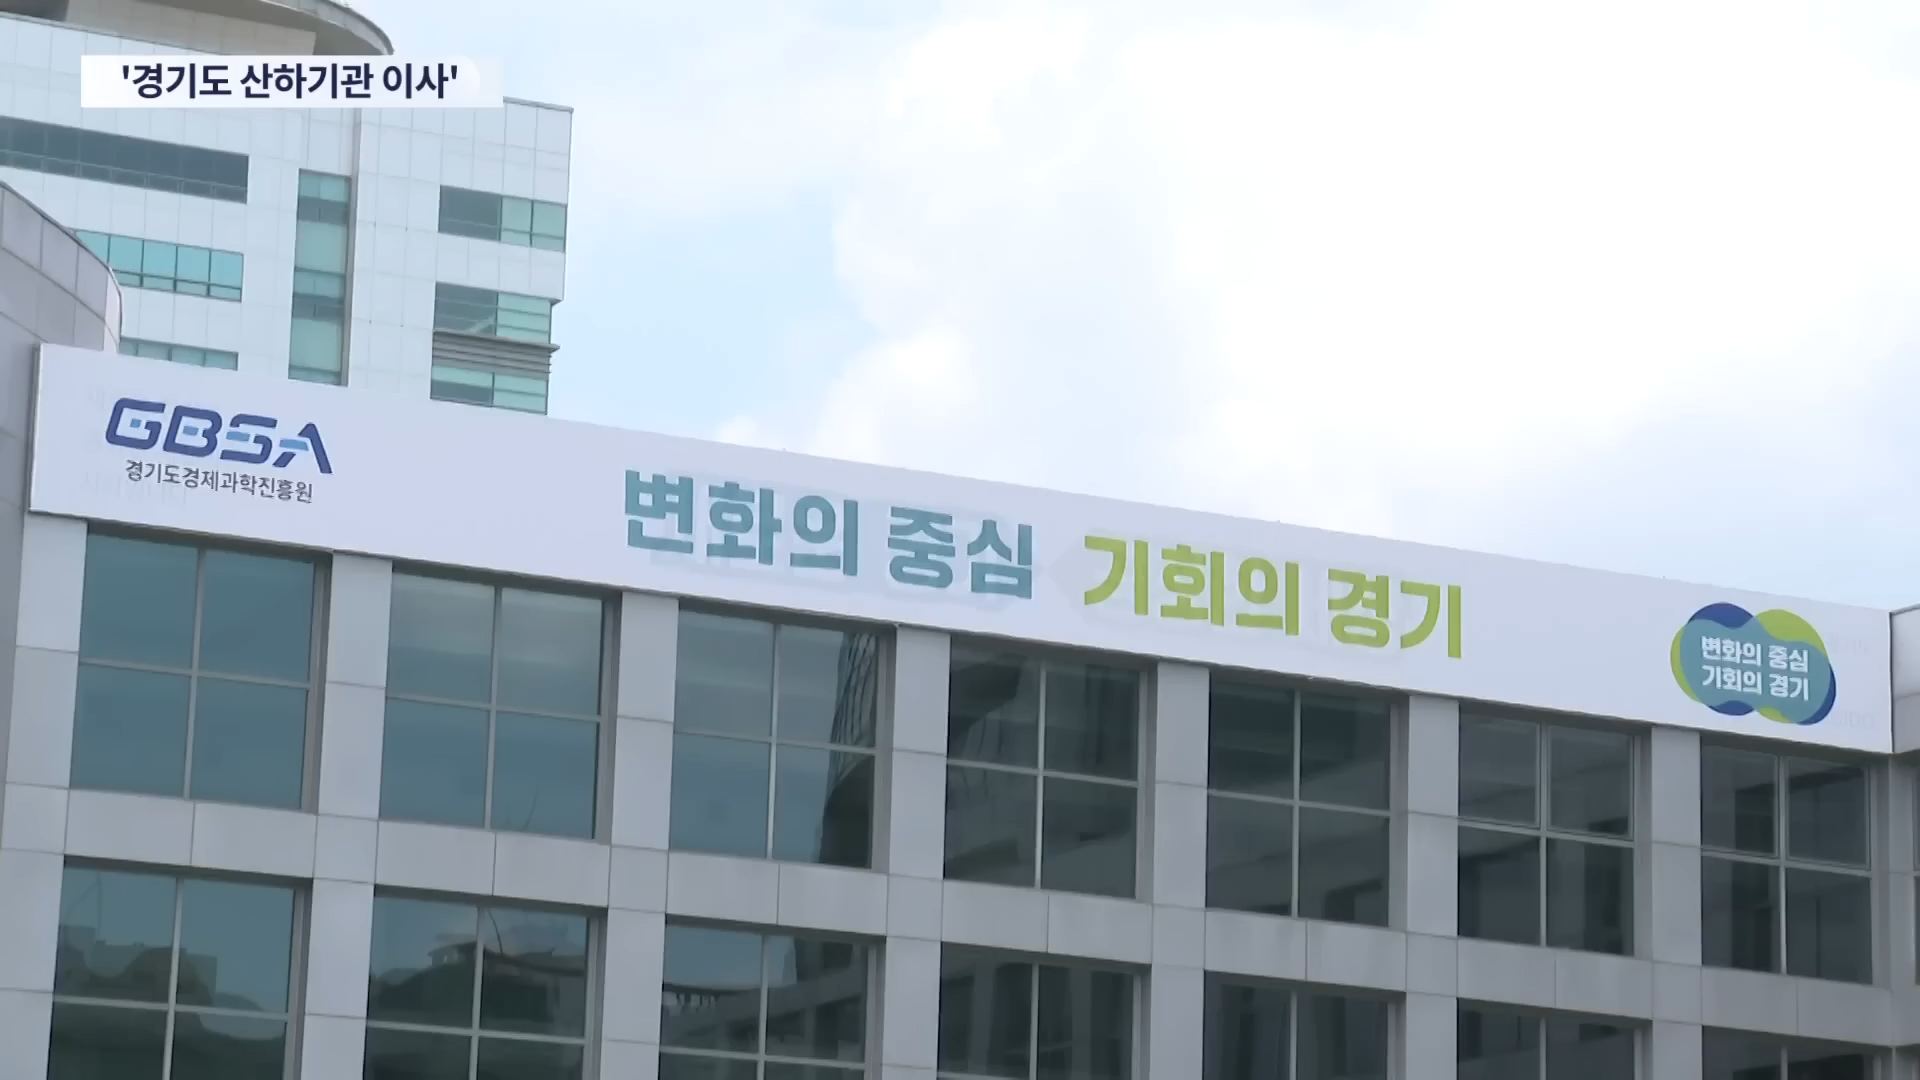 '경기도 산하기관 이사'
GBSA
경기도경제과학진흥원
변화의 중심 기회의 경기
변화의 중심
기회의 경기